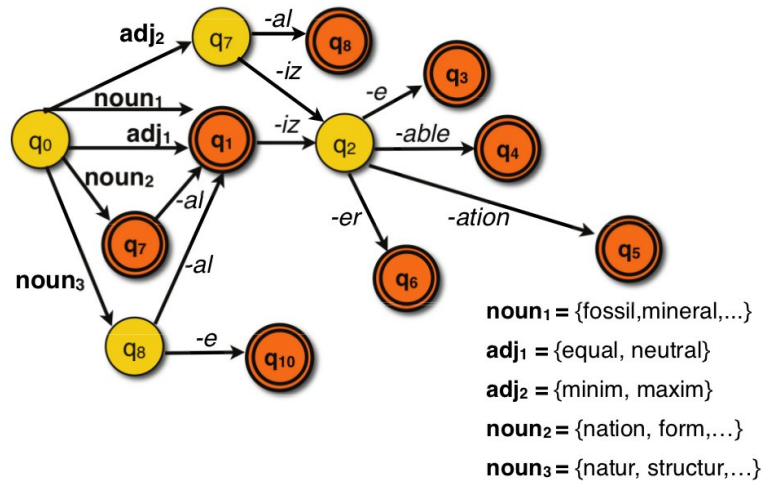 adj₂
q₇
-al
q₈
-iz
-e
q₃
noun₁
q₀
adj₁
q₁
-iz
q₂
-able
q₄
noun₂
-al
q₇
-er
-ation
q₅
q₆
noun₃
-al
q₈
-e
q₁₀
noun₁ = {fossil,mineral,...}
adj₁ = {equal, neutral}
adj₂ = {minim, maxim}
noun₂ = {nation, form,…}
noun₃ = {natur, structur,…}